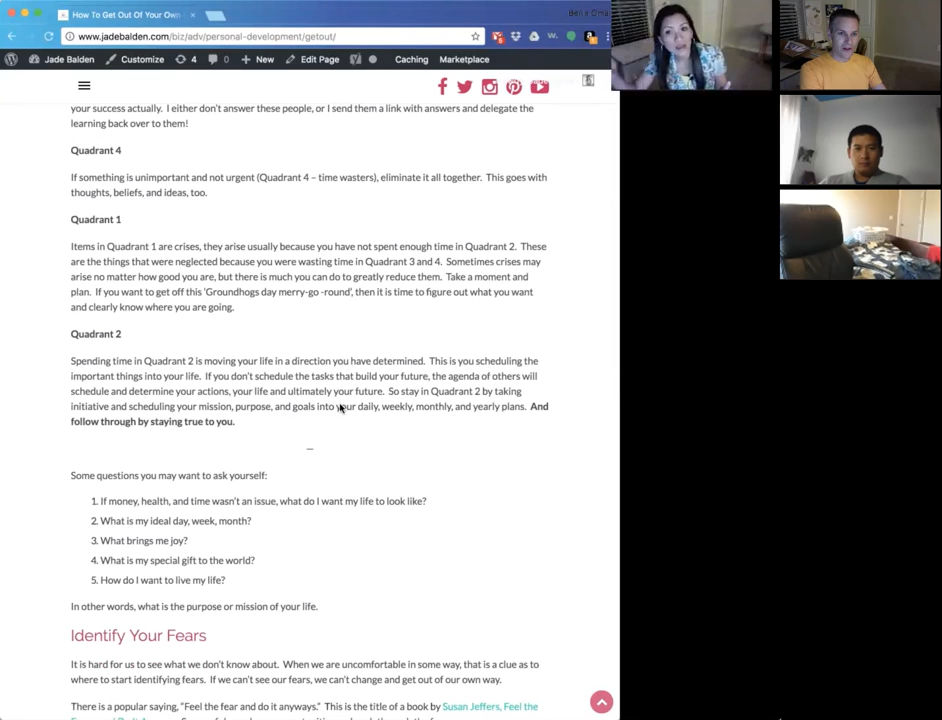 How To Get Out Of Your Own
www.jadebalden.com/biz/adv/personal-development/getout/
Jade Balden Customize 4 0 New Edit Page Caching Marketplace
your success actually. I either don't answer these people, or I send them a link with answers and delegate the
learning back over to them!
Quadrant 4
If something is unimportant and not urgent (Quadrant 4 – time wasters), eliminate it all together. This goes with
thoughts, beliefs, and ideas, too.
Quadrant 1
Items in Quadrant 1 are crises, they arise usually because you have not spent enough time in Quadrant 2. These
are the things that were neglected because you were wasting time in Quadrant 3 and 4. Sometimes crises may
arise no matter how good you are, but there is much you can do to greatly reduce them. Take a moment and
plan. If you want to get off this ‘Groundhogs day merry-go -round’, then it is time to figure out what you want
and clearly know where you are going.
Quadrant 2
Spending time in Quadrant 2 is moving your life in a direction you have determined. This is you scheduling the
important things into your life. If you don't schedule the tasks that build your future, the agenda of others will
schedule and determine your actions, your life and ultimately your future. So stay in Quadrant 2 by taking
initiative and scheduling your mission, purpose, and goals into your daily, weekly, monthly, and yearly plans. And
follow through by staying true to you.
—
Some questions you may want to ask yourself:
1. If money, health, and time wasn't an issue, what do I want my life to look like?
2. What is my ideal day, week, month?
3. What brings me joy?
4. What is my special gift to the world?
5. How do I want to live my life?
In other words, what is the purpose or mission of your life.
Identify Your Fears
It is hard for us to see what we don't know about. When we are uncomfortable in some way, that is a clue as to
where to start identifying fears. If we can't see our fears, we can't change and get out of our own way.
There is a popular saying, “Feel the fear and do it anyways.” This is the title of a book by Susan Jeffers, Feel the